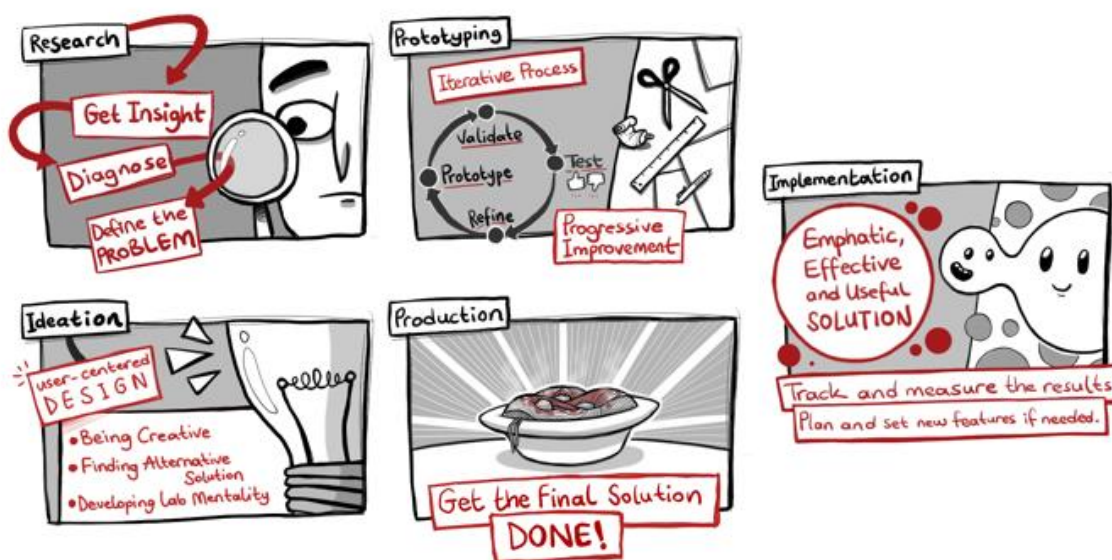 Research
Get Insight
Diagnose
Define the
PROBLEM
Ideation
user-centered
DESIGN
• Being Creative
• Finding Alternative
Solution
• Developing Lab Mentality
Prototyping
Iterative Process
Validate
Test
Prototype
Refine
Progressive
Improvement
Production
Get the Final Solution
DONE!
Implementation
Emphatic,
Effective
and Useful
SOLUTION
Track and measure the results
Plan and set new features if needed.